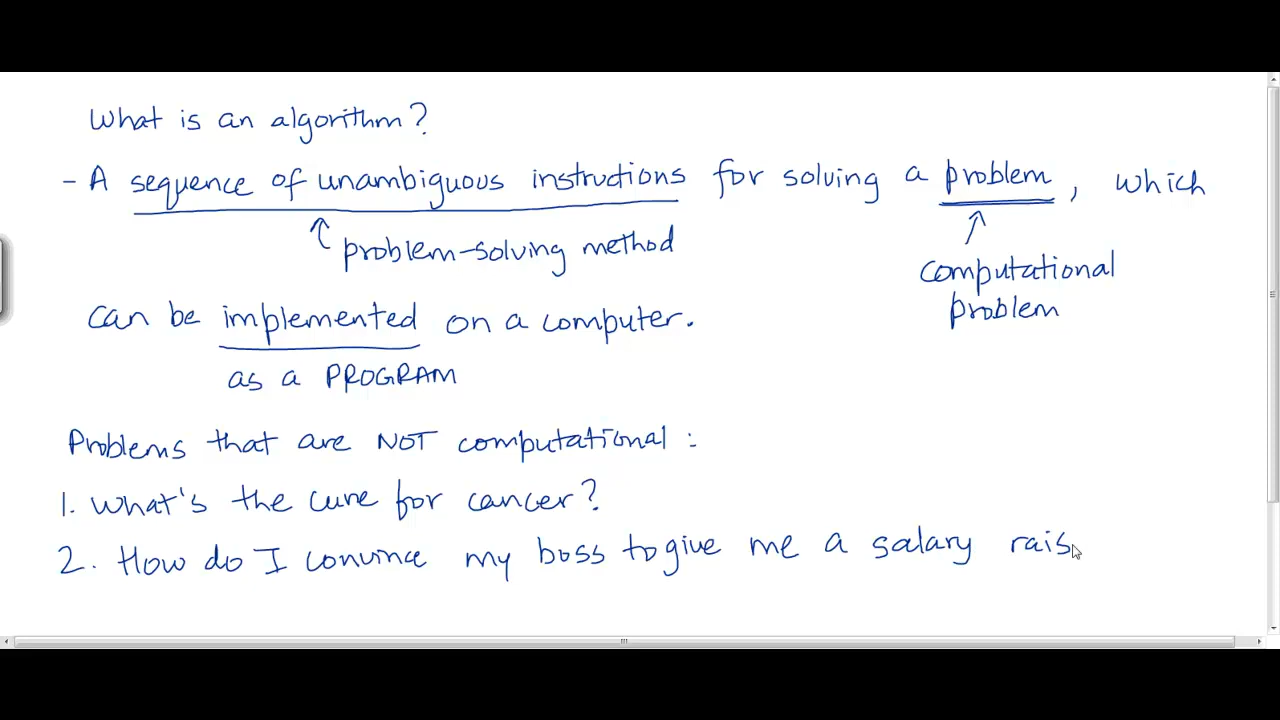 What is an algorithm?
- A sequence of unambiguous instructions for solving a problem, which
problem-solving method
computational
problem
can be implemented on a computer.
as a PROGRAM
Problems that are NOT computational:
1. What's the cure for cancer?
2. How do I convince my boss to give me a salary rais